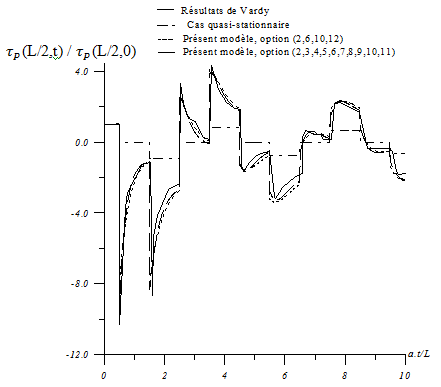 Résultats de Vardy
Cas quasi-stationnaire
Présent modèle, option (2,6,10,12)
Présent modèle, option (2,3,4,5,6,7,8,9,10,11)
τp(L/2,t) / τp(L/2,0)
4.0
0.0
-4.0
-8.0
-12.0
0 2 4 6 8 10
a.t/L